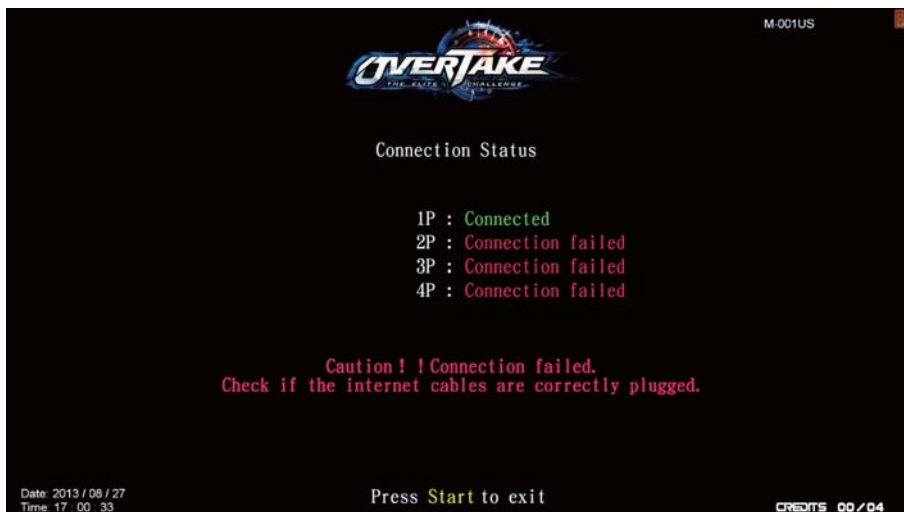 M-001US
OVERTAKE
THE ELITE CHALLENGE
Connection Status
1P : Connected
2P : Connection failed
3P : Connection failed
4P : Connection failed
Caution ! ! Connection failed.
Check if the internet cables are correctly plugged.
Press Start to exit
Date: 2013 / 08 / 27
Time: 17 : 00 : 33
CREDITS 00/04